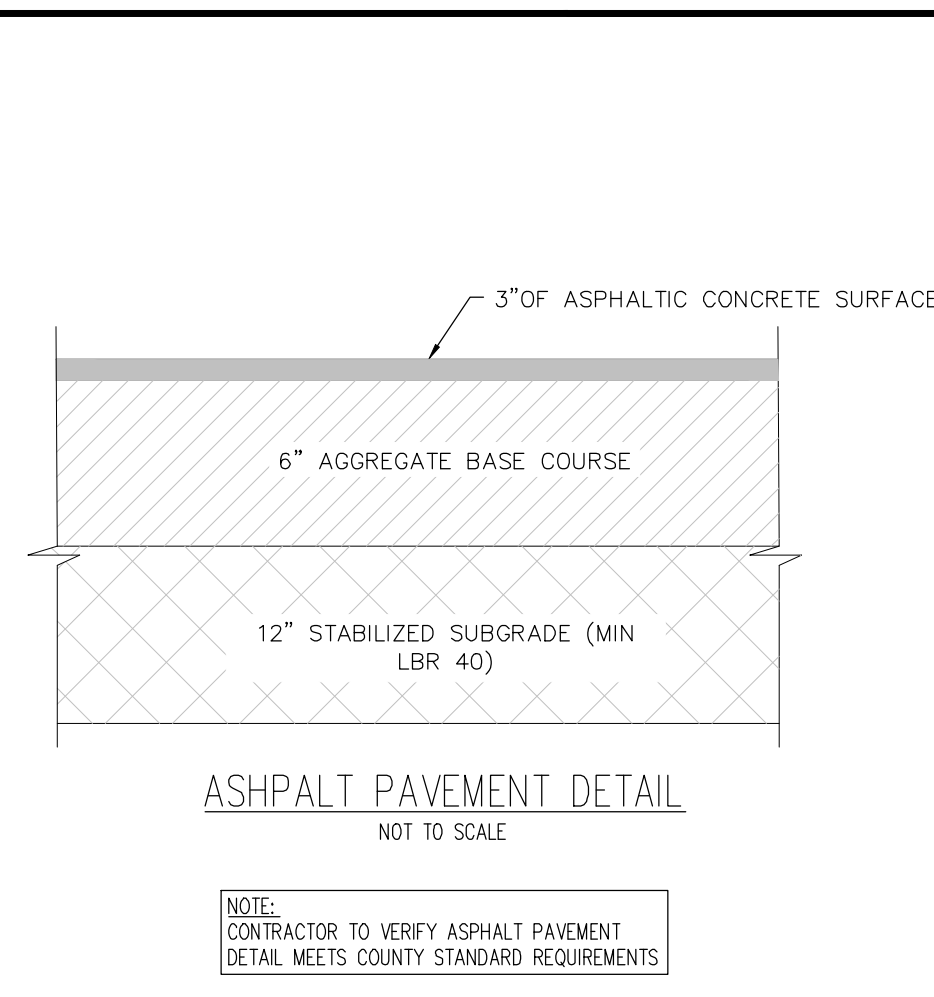 3”OF ASPHALTIC CONCRETE SURFACE
6” AGGREGATE BASE COURSE
12” STABILIZED SUBGRADE (MIN
LBR 40)
ASHPALT PAVEMENT DETAIL
NOT TO SCALE
NOTE:
CONTRACTOR TO VERIFY ASPHALT PAVEMENT
DETAIL MEETS COUNTY STANDARD REQUIREMENTS